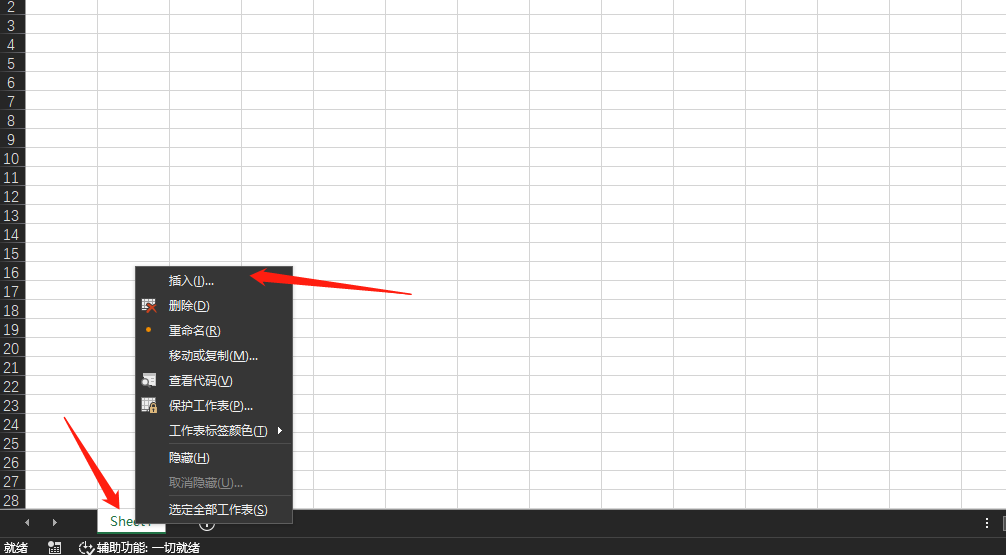 2
3
4
5
6
7
8
9
10
11
12
13
14
15
16
17
18
19
20
21
22
23
24
25
26
27
28
插入(I)...
删除(D)
重命名(R)
移动或复制(M)...
查看代码(V)
保护工作表(P)...
工作表标签颜色(T)
隐藏(H)
取消隐藏(U)...
选定全部工作表(S)
Sheet1
就绪
辅助功能: 一切就绪